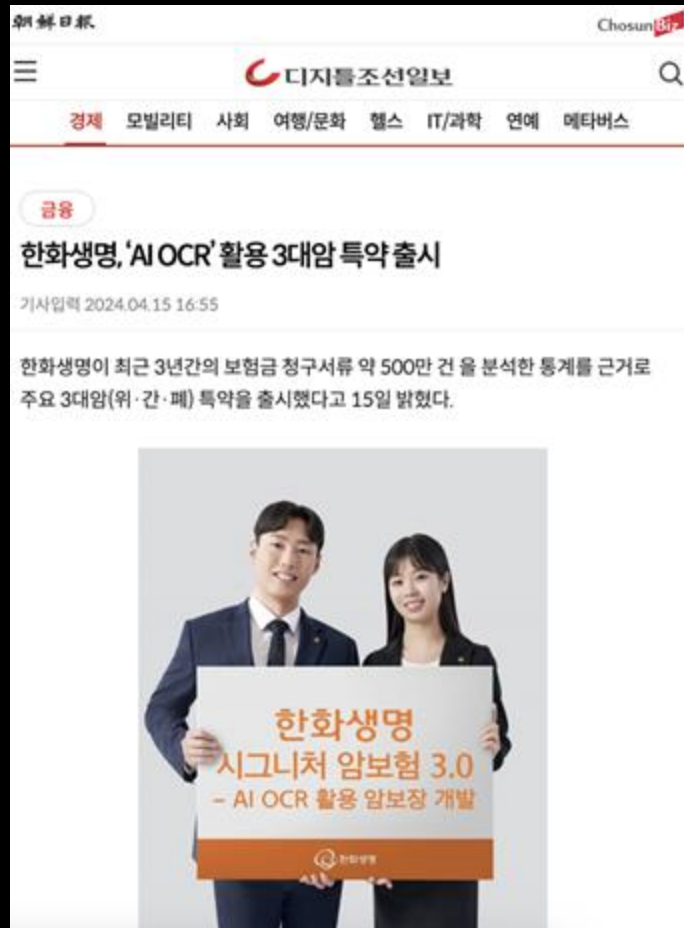 朝鮮日報
ChosunBiz
디지틀조선일보
경제 모빌리티 사회 여행/문화 헬스 IT/과학 연예 메타버스
금융
한화생명, ‘AI OCR’ 활용 3대암 특약 출시
기사입력 2024.04.15 16:55
한화생명이 최근 3년간의 보험금 청구서류 약 500만 건 을 분석한 통계를 근거로
주요 3대암(위·간·폐) 특약을 출시했다고 15일 밝혔다.
한화생명
시그니처 암보험 3.0
- AI OCR 활용 암보장 개발
한화생명